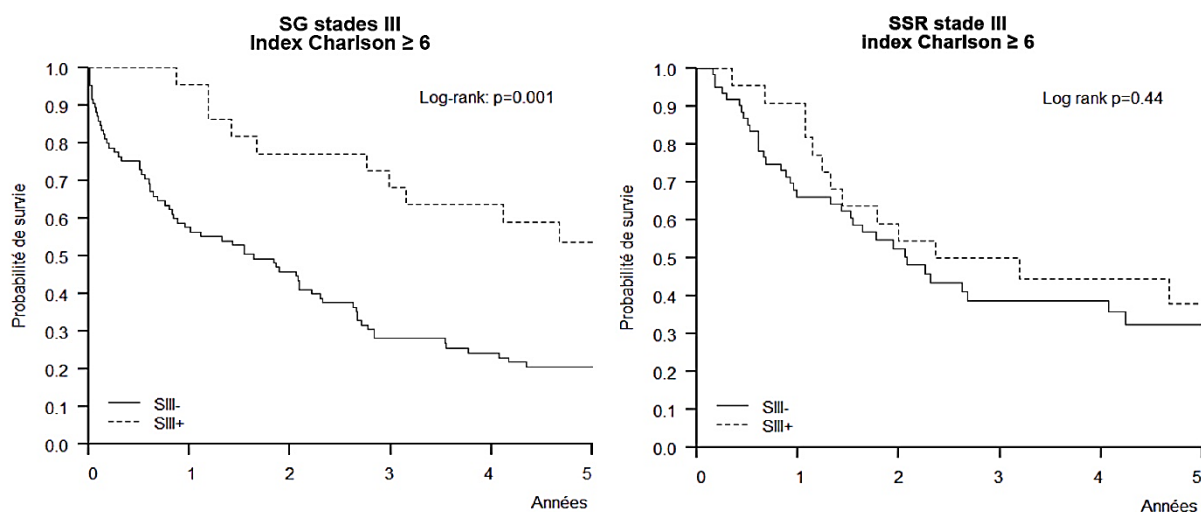 SG stades III
Index Charlson ≥ 6
Log-rank: p=0.001
Probabilité de survie
1.0
0.9
0.8
0.7
0.6
0.5
0.4
0.3
0.2
0.1
0.0
SIII-
SIII+
0 1 2 3 4 5
Années
SSR stade III
index Charlson ≥ 6
Log rank p=0.44
Probabilité de survie
1.0
0.9
0.8
0.7
0.6
0.5
0.4
0.3
0.2
0.1
0.0
SIII-
SIII+
0 1 2 3 4 5
Années